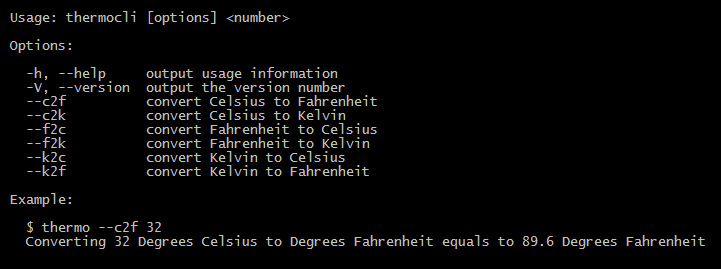 Usage: thermocli [options] <number>
Options:
-h, --help output usage information
-V, --version output the version number
--c2f convert Celsius to Fahrenheit
--c2k convert Celsius to Kelvin
--f2c convert Fahrenheit to Celsius
--f2k convert Fahrenheit to Kelvin
--k2c convert Kelvin to Celsius
--k2f convert Kelvin to Fahrenheit
Example:
$ thermo --c2f 32
Converting 32 Degrees Celsius to Degrees Fahrenheit equals to 89.6 Degrees Fahrenheit